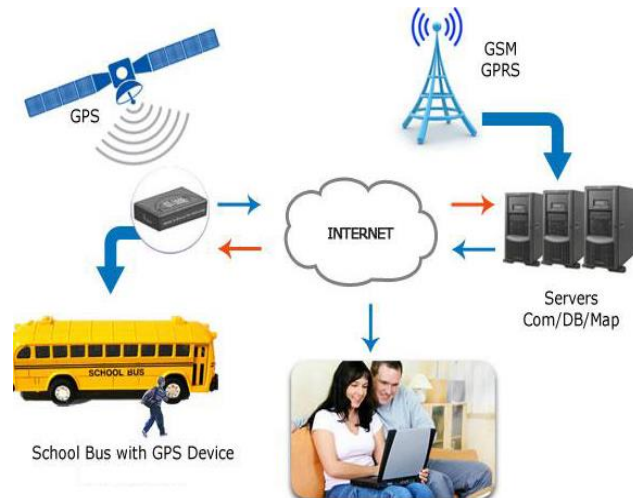 GSM
GPRS
GPS
INTERNET
Servers
Com/DB/Map
SCHOOL BUS
School Bus with GPS Device